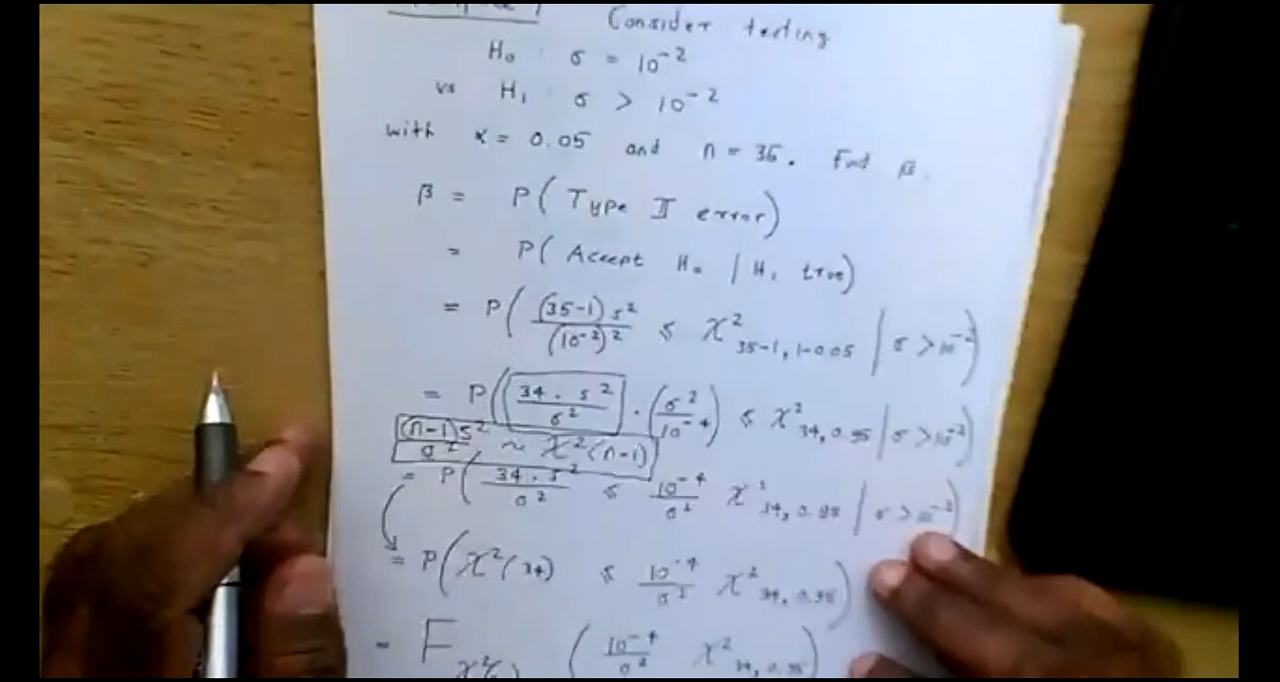 Consider testing
H₀ : σ = 10⁻²
vs H₁ : σ > 10⁻²
with α = 0.05 and n = 35. Find β.
β = P(Type II error)
= P(Accept H₀ | H₁ true)
= P((35-1)s²/(10⁻²)² ≤ χ²₃₅₋₁,₁₋₀.₀₅ | σ > 10⁻²)
= P(34·s²/σ² · (σ²/10⁻⁴) ≤ χ²₃₄,₀.₉₅ | σ > 10⁻²)
(n-1)s²/σ² ~ χ²(n-1)
= P(34·s²/σ² ≤ 10⁻⁴/σ² χ²₃₄,₀.₉₅ | σ > 10⁻²)
= P(χ²(34) ≤ 10⁻⁴/σ² χ²₃₄,₀.₉₅)
= F (10⁻⁴/σ² χ²₃₄,₀.₉₅)